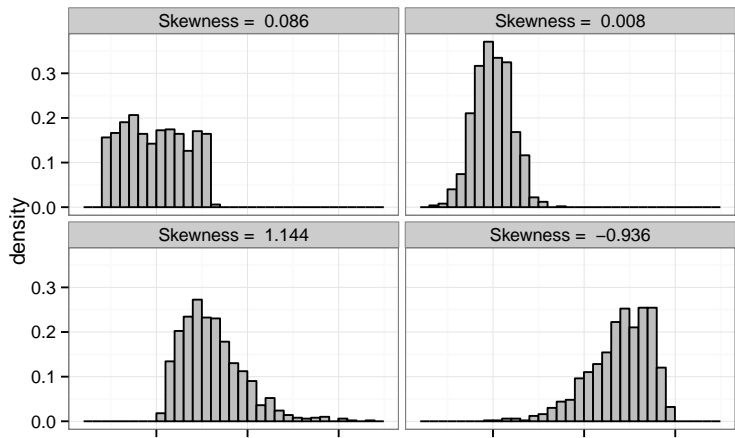 Skewness = 0.086
Skewness = 0.008
0.3
0.2
0.1
0.0
density
Skewness = 1.144
Skewness = −0.936
0.3
0.2
0.1
0.0